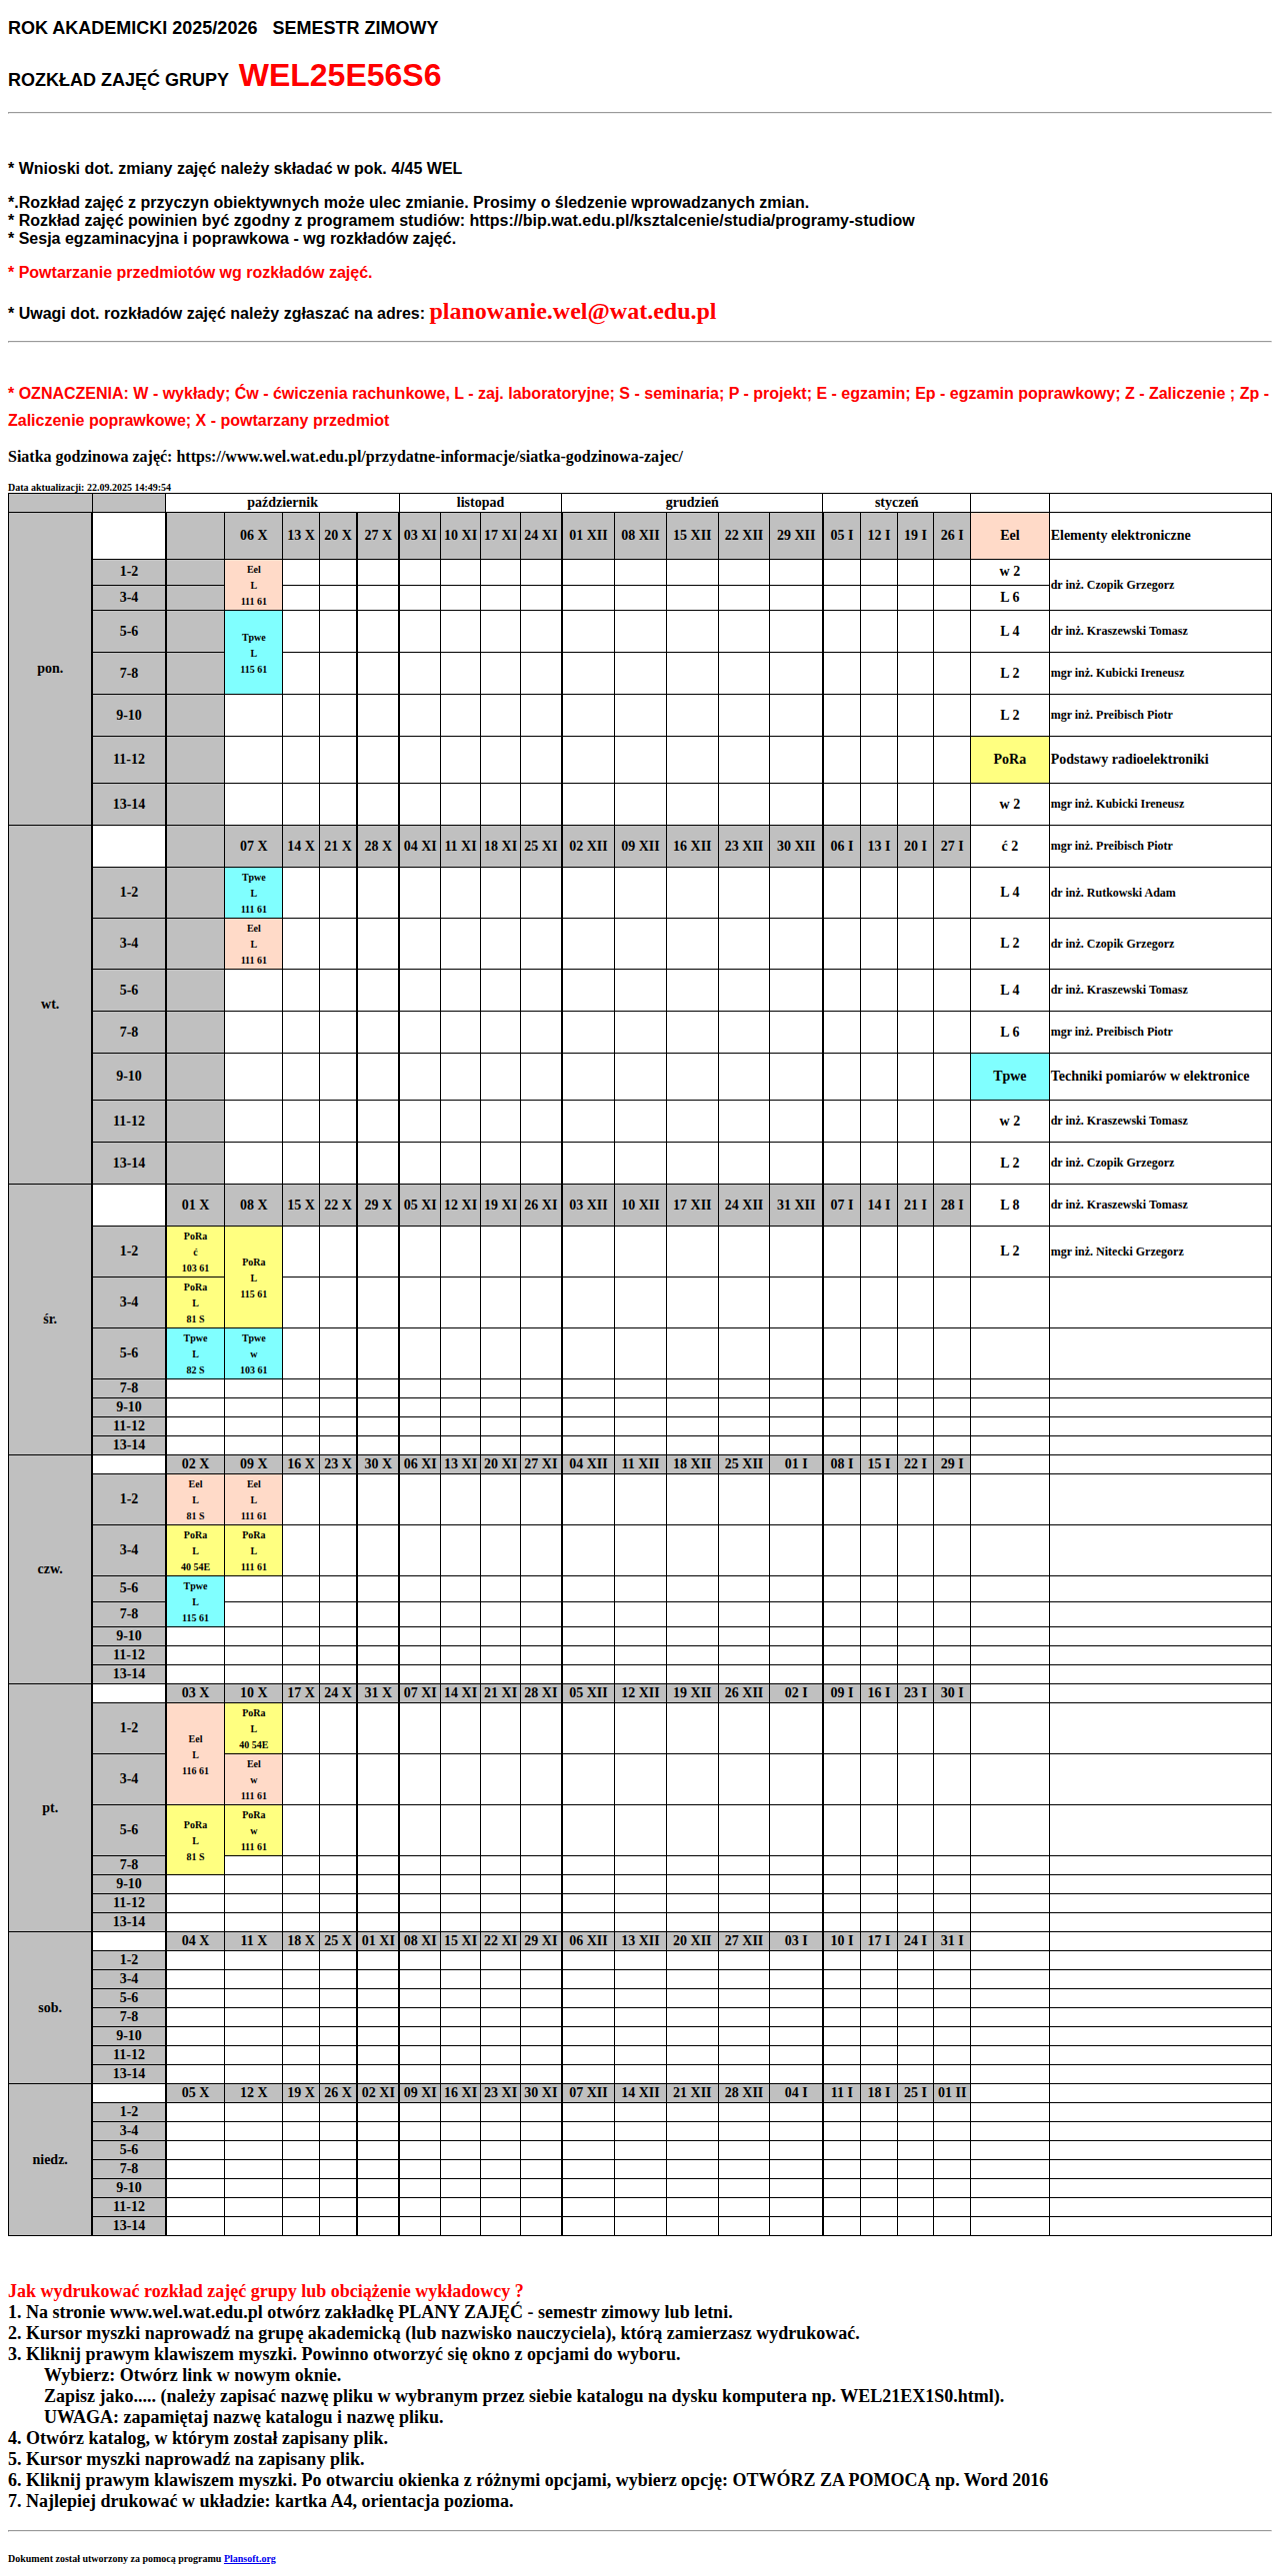 ROK AKADEMICKI 2025/2026   SEMESTR ZIMOWY
ROZKŁAD ZAJĘĆ GRUPY  WEL25E56S6
* Wnioski dot. zmiany zajęć należy składać w pok. 4/45 WEL
*.Rozkład zajęć z przyczyn obiektywnych może ulec zmianie. Prosimy o śledzenie wprowadzanych zmian.
* Rozkład zajęć powinien być zgodny z programem studiów: https://bip.wat.edu.pl/ksztalcenie/studia/programy-studiow
* Sesja egzaminacyjna i poprawkowa - wg rozkładów zajęć.
* Powtarzanie przedmiotów wg rozkładów zajęć.
* Uwagi dot. rozkładów zajęć należy zgłaszać na adres: planowanie.wel@wat.edu.pl
* OZNACZENIA: W - wykłady; Ćw - ćwiczenia rachunkowe, L - zaj. laboratoryjne; S - seminaria; P - projekt; E - egzamin; Ep - egzamin poprawkowy; Z - Zaliczenie ; Zp -
Zaliczenie poprawkowe; X - powtarzany przedmiot
Siatka godzinowa zajęć: https://www.wel.wat.edu.pl/przydatne-informacje/siatka-godzinowa-zajec/
Data aktualizacji: 22.09.2025 14:49:54
październik listopad grudzień styczeń
pon.
06 X 13 X 20 X 27 X 03 XI 10 XI 17 XI 24 XI 01 XII 08 XII 15 XII 22 XII 29 XII 05 I 12 I 19 I 26 I Eel Elementy elektroniczne
1-2 w 2 dr inż. Czopik Grzegorz
Eel
L
111 61
3-4 L 6
5-6 L 4 dr inż. Kraszewski Tomasz
Tpwe
L
115 61
7-8 L 2 mgr inż. Kubicki Ireneusz
9-10 L 2 mgr inż. Preibisch Piotr
11-12 PoRa Podstawy radioelektroniki
13-14 w 2 mgr inż. Kubicki Ireneusz
wt.
07 X 14 X 21 X 28 X 04 XI 11 XI 18 XI 25 XI 02 XII 09 XII 16 XII 23 XII 30 XII 06 I 13 I 20 I 27 I ć 2 mgr inż. Preibisch Piotr
1-2 L 4 dr inż. Rutkowski Adam
Tpwe
L
111 61
3-4 L 2 dr inż. Czopik Grzegorz
Eel
L
111 61
5-6 L 4 dr inż. Kraszewski Tomasz
7-8 L 6 mgr inż. Preibisch Piotr
9-10 Tpwe Techniki pomiarów w elektronice
11-12 w 2 dr inż. Kraszewski Tomasz
13-14 L 2 dr inż. Czopik Grzegorz
śr.
01 X 08 X 15 X 22 X 29 X 05 XI 12 XI 19 XI 26 XI 03 XII 10 XII 17 XII 24 XII 31 XII 07 I 14 I 21 I 28 I L 8 dr inż. Kraszewski Tomasz
1-2 L 2 mgr inż. Nitecki Grzegorz
PoRa
ć
103 61
PoRa
L
115 61
3-4
PoRa
L
81 S
5-6
Tpwe
L
82 S
Tpwe
w
103 61
7-8
9-10
11-12
13-14
czw.
02 X 09 X 16 X 23 X 30 X 06 XI 13 XI 20 XI 27 XI 04 XII 11 XII 18 XII 25 XII 01 I 08 I 15 I 22 I 29 I
1-2
Eel
L
81 S
Eel
L
111 61
3-4
PoRa
L
40 54E
PoRa
L
111 61
5-6
Tpwe
L
115 61
7-8
9-10
11-12
13-14
pt.
03 X 10 X 17 X 24 X 31 X 07 XI 14 XI 21 XI 28 XI 05 XII 12 XII 19 XII 26 XII 02 I 09 I 16 I 23 I 30 I
1-2
Eel
L
116 61
PoRa
L
40 54E
3-4
Eel
w
111 61
5-6
PoRa
L
81 S
PoRa
w
111 61
7-8
9-10
11-12
13-14
sob.
04 X 11 X 18 X 25 X 01 XI 08 XI 15 XI 22 XI 29 XI 06 XII 13 XII 20 XII 27 XII 03 I 10 I 17 I 24 I 31 I
1-2
3-4
5-6
7-8
9-10
11-12
13-14
niedz.
05 X 12 X 19 X 26 X 02 XI 09 XI 16 XI 23 XI 30 XI 07 XII 14 XII 21 XII 28 XII 04 I 11 I 18 I 25 I 01 II
1-2
3-4
5-6
7-8
9-10
11-12
13-14
Jak wydrukować rozkład zajęć grupy lub obciążenie wykładowcy ?
1. Na stronie www.wel.wat.edu.pl otwórz zakładkę PLANY ZAJĘĆ - semestr zimowy lub letni.
2. Kursor myszki naprowadź na grupę akademicką (lub nazwisko nauczyciela), którą zamierzasz wydrukować.
3. Kliknij prawym klawiszem myszki. Powinno otworzyć się okno z opcjami do wyboru.
Wybierz: Otwórz link w nowym oknie.
Zapisz jako..... (należy zapisać nazwę pliku w wybranym przez siebie katalogu na dysku komputera np. WEL21EX1S0.html).
UWAGA: zapamiętaj nazwę katalogu i nazwę pliku.
4. Otwórz katalog, w którym został zapisany plik.
5. Kursor myszki naprowadź na zapisany plik.
6. Kliknij prawym klawiszem myszki. Po otwarciu okienka z różnymi opcjami, wybierz opcję: OTWÓRZ ZA POMOCĄ np. Word 2016
7. Najlepiej drukować w układzie: kartka A4, orientacja pozioma.
Dokument został utworzony za pomocą programu Plansoft.org